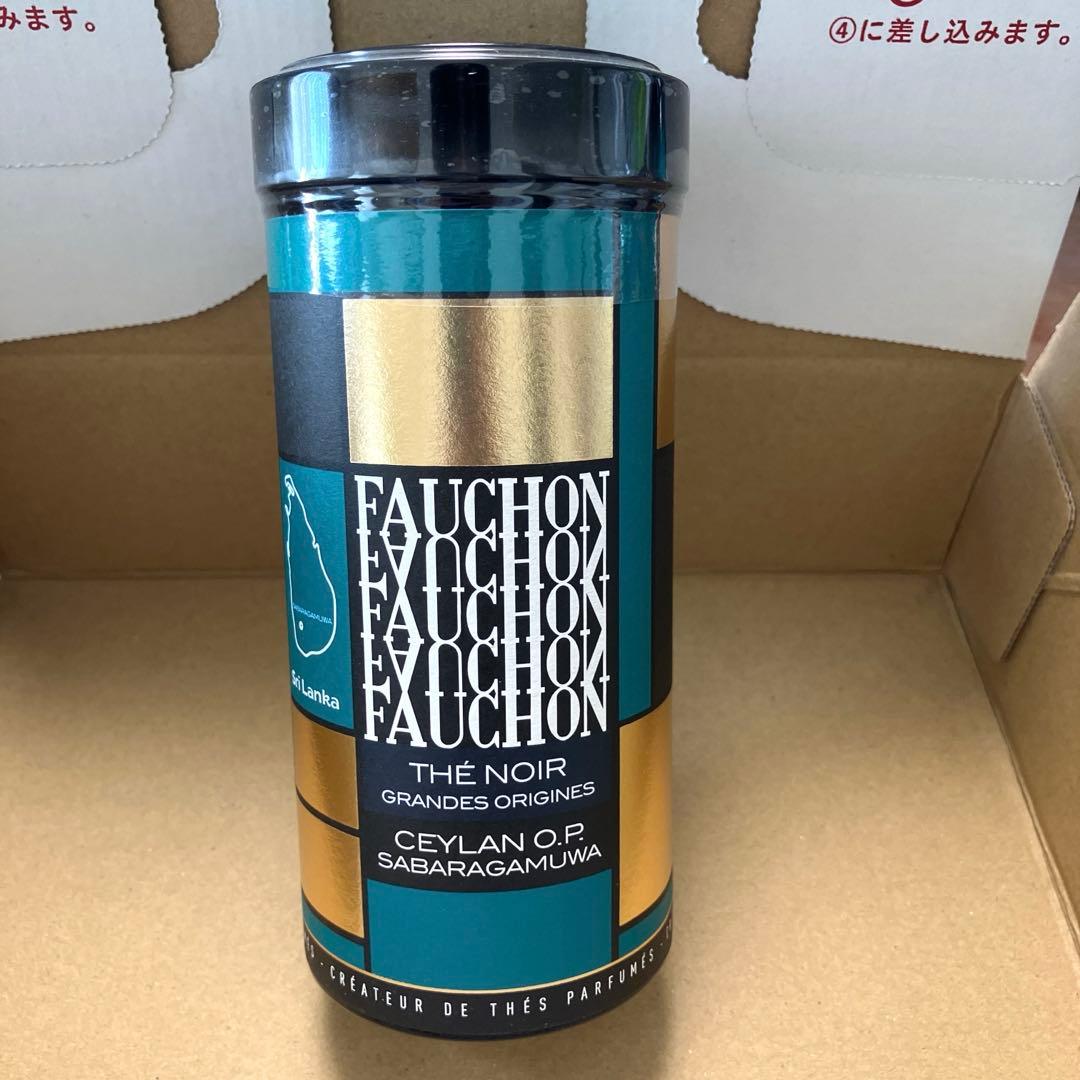 みます。
④に差し込みます。
FAUCHON
FAUCHON
FAUCHON
FAUCHON
FAUCHON
SABARAGAMUWA
Sri Lanka
THÉ NOIR
GRANDES ORIGINES
CEYLAN O.P.
SABARAGAMUWA
· CRÉATEUR DE THÉS PARFUMÉS ·